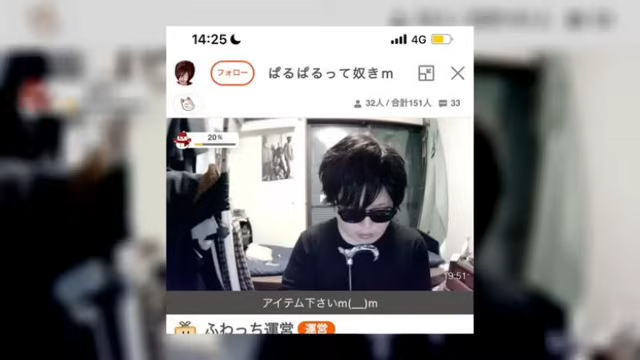 14:25
4G
フォロー
ぱるぱるって奴きm
32人 / 合計151人
33
20%
19:51
アイテム下さいm(__)m
ふわっち運営
運営